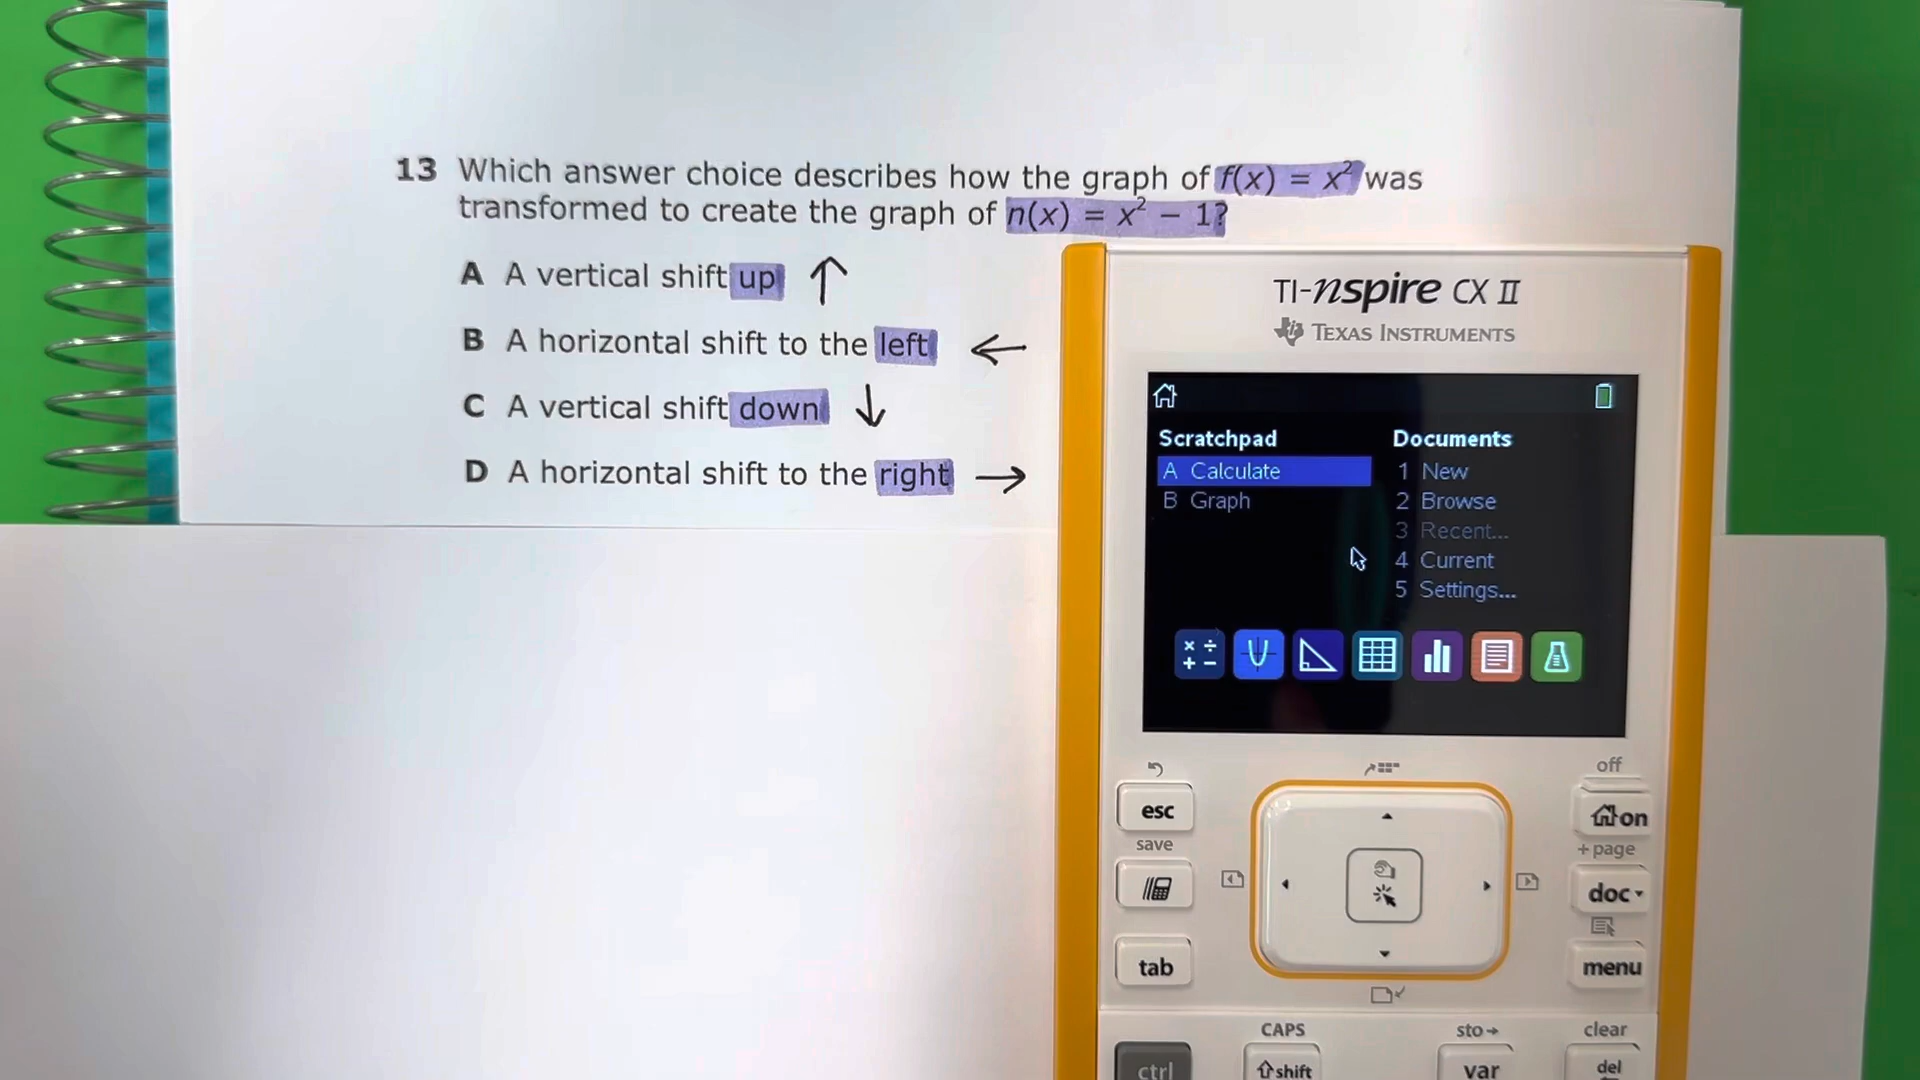 13 Which answer choice describes how the graph of f(x) = x² was
transformed to create the graph of n(x) = x² − 1?
A A vertical shift up ↑
B A horizontal shift to the left ←
C A vertical shift down ↓
D A horizontal shift to the right →
TI-nspire CX II
TEXAS INSTRUMENTS
Scratchpad
A Calculate
B Graph
Documents
1 New
2 Browse
3 Recent...
4 Current
5 Settings...
esc
save
tab
off
on
+ page
doc
menu
CAPS
sto→
clear
ctrl
shift
var
del